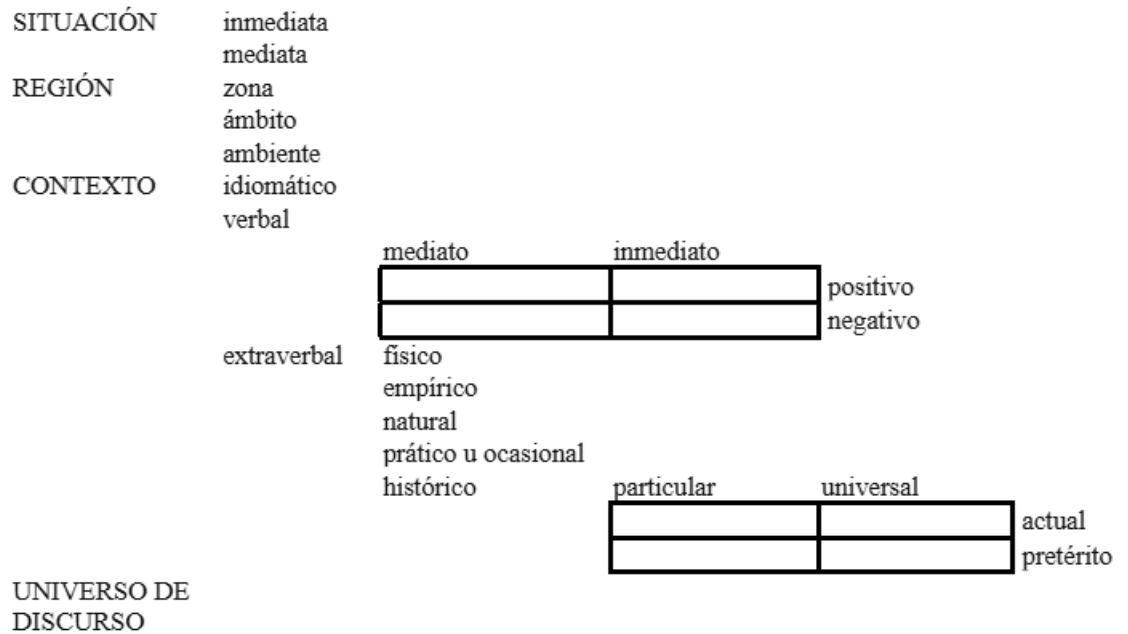 SITUACIÓN inmediata
mediata
REGIÓN zona
ámbito
ambiente
CONTEXTO idiomático
verbal
mediato inmediato
positivo
negativo
extraverbal físico
empírico
natural
prático u ocasional
histórico particular universal
actual
pretérito
UNIVERSO DE
DISCURSO